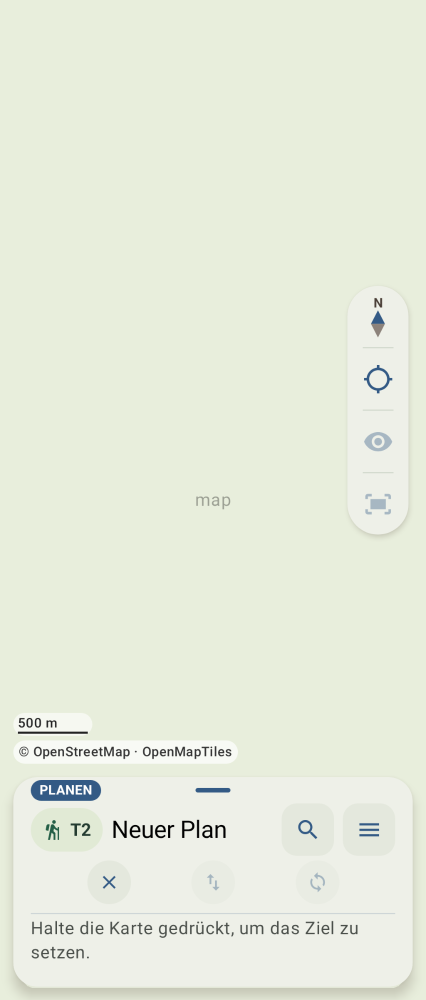 N
map
500 m
© OpenStreetMap · OpenMapTiles
PLANEN
T2 Neuer Plan
Halte die Karte gedrückt, um das Ziel zu
setzen.